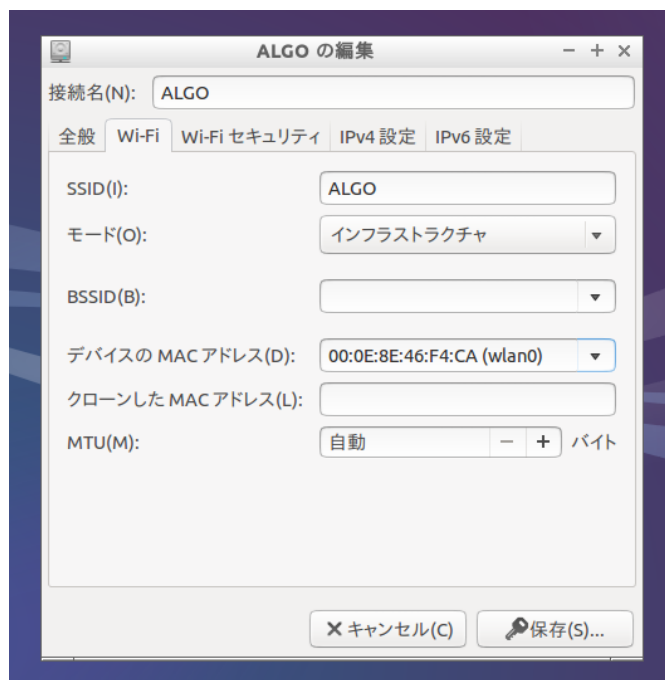 ALGO の編集
接続名(N): ALGO
全般 Wi-Fi Wi-Fi セキュリティ IPv4 設定 IPv6 設定
SSID(I): ALGO
モード(O): インフラストラクチャ
BSSID(B):
デバイスの MAC アドレス(D): 00:0E:8E:46:F4:CA (wlan0)
クローンした MAC アドレス(L):
MTU(M): 自動 − + バイト
キャンセル(C) 保存(S)...